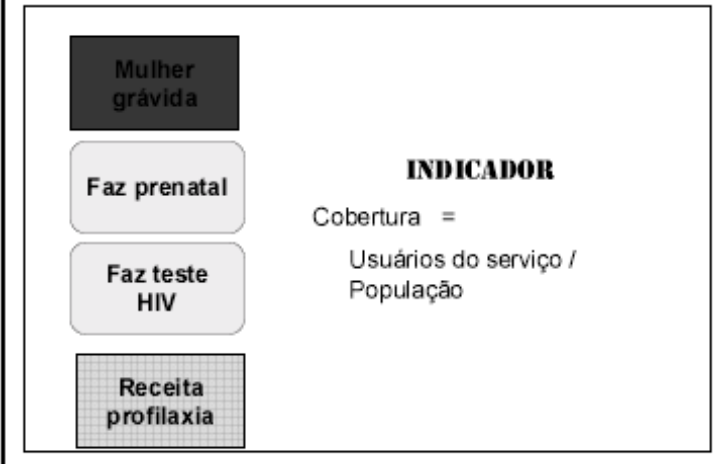 Mulher
grávida
Faz prenatal
Faz teste
HIV
Receita
profilaxia
INDICADOR
Cobertura =
Usuários do serviço /
População